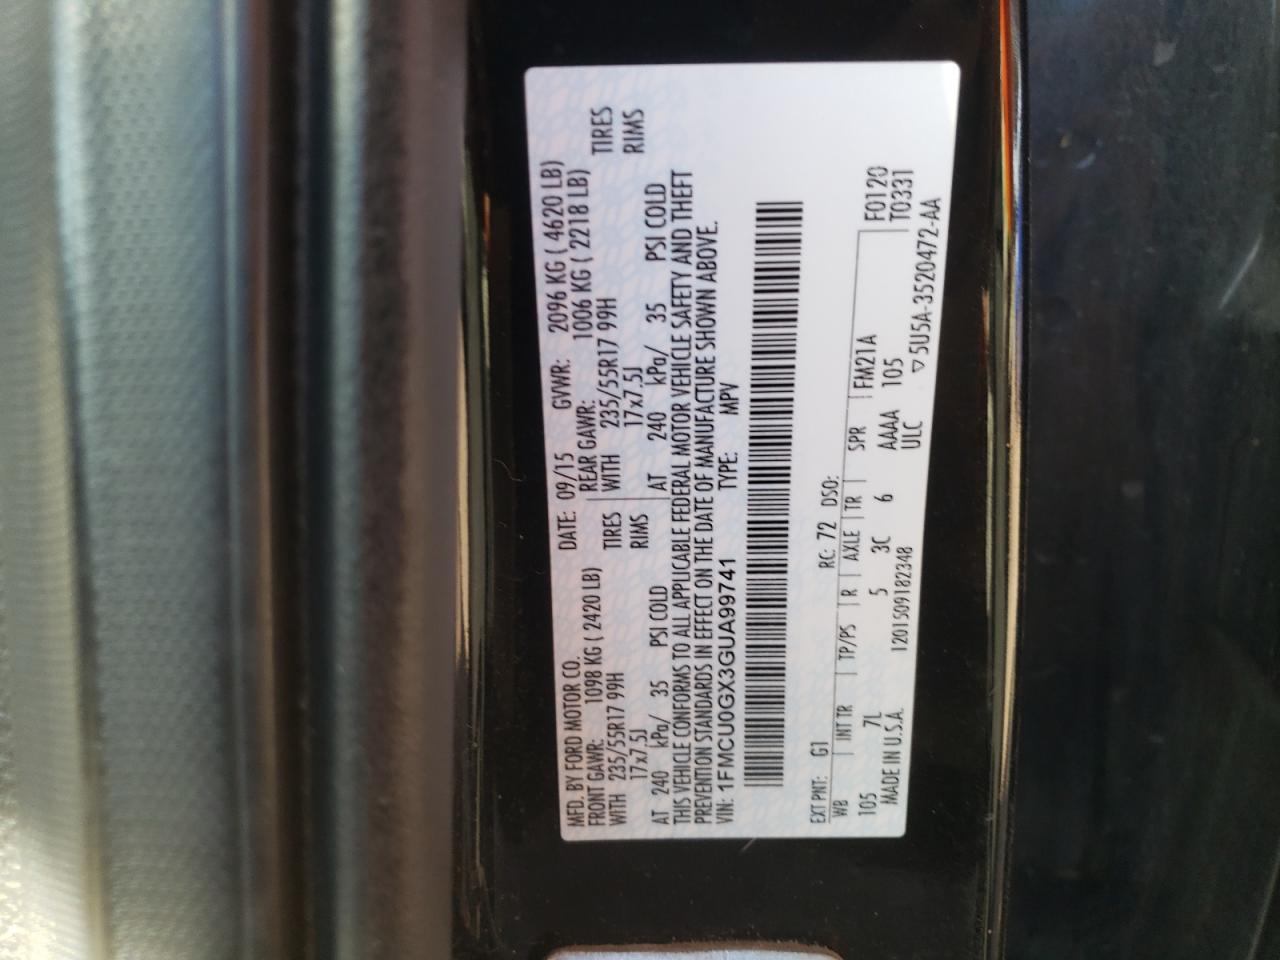 MFD. BY FORD MOTOR CO. DATE: 09/15 GVWR: 2096 KG ( 4620 LB)
FRONT GAWR: 1098 KG ( 2420 LB) REAR GAWR: 1006 KG ( 2218 LB)
WITH 235/55R17 99H TIRES WITH 235/55R17 99H TIRES
17x7.5J RIMS 17x7.5J RIMS
AT 240 kPa/ 35 PSI COLD AT 240 kPa/ 35 PSI COLD
THIS VEHICLE CONFORMS TO ALL APPLICABLE FEDERAL MOTOR VEHICLE SAFETY AND THEFT
PREVENTION STANDARDS IN EFFECT ON THE DATE OF MANUFACTURE SHOWN ABOVE.
VIN: 1FMCU0GX3GUA99741 TYPE: MPV
EXT PNT: G1 RC: 72 DSO:
WB INT TR TP/PS R AXLE TR SPR FM21A F0120
105 7L 5 3C 6 AAAA 105 T0331
MADE IN U.S.A. 1201509182348 ULC
▽5U5A-3520472-AA